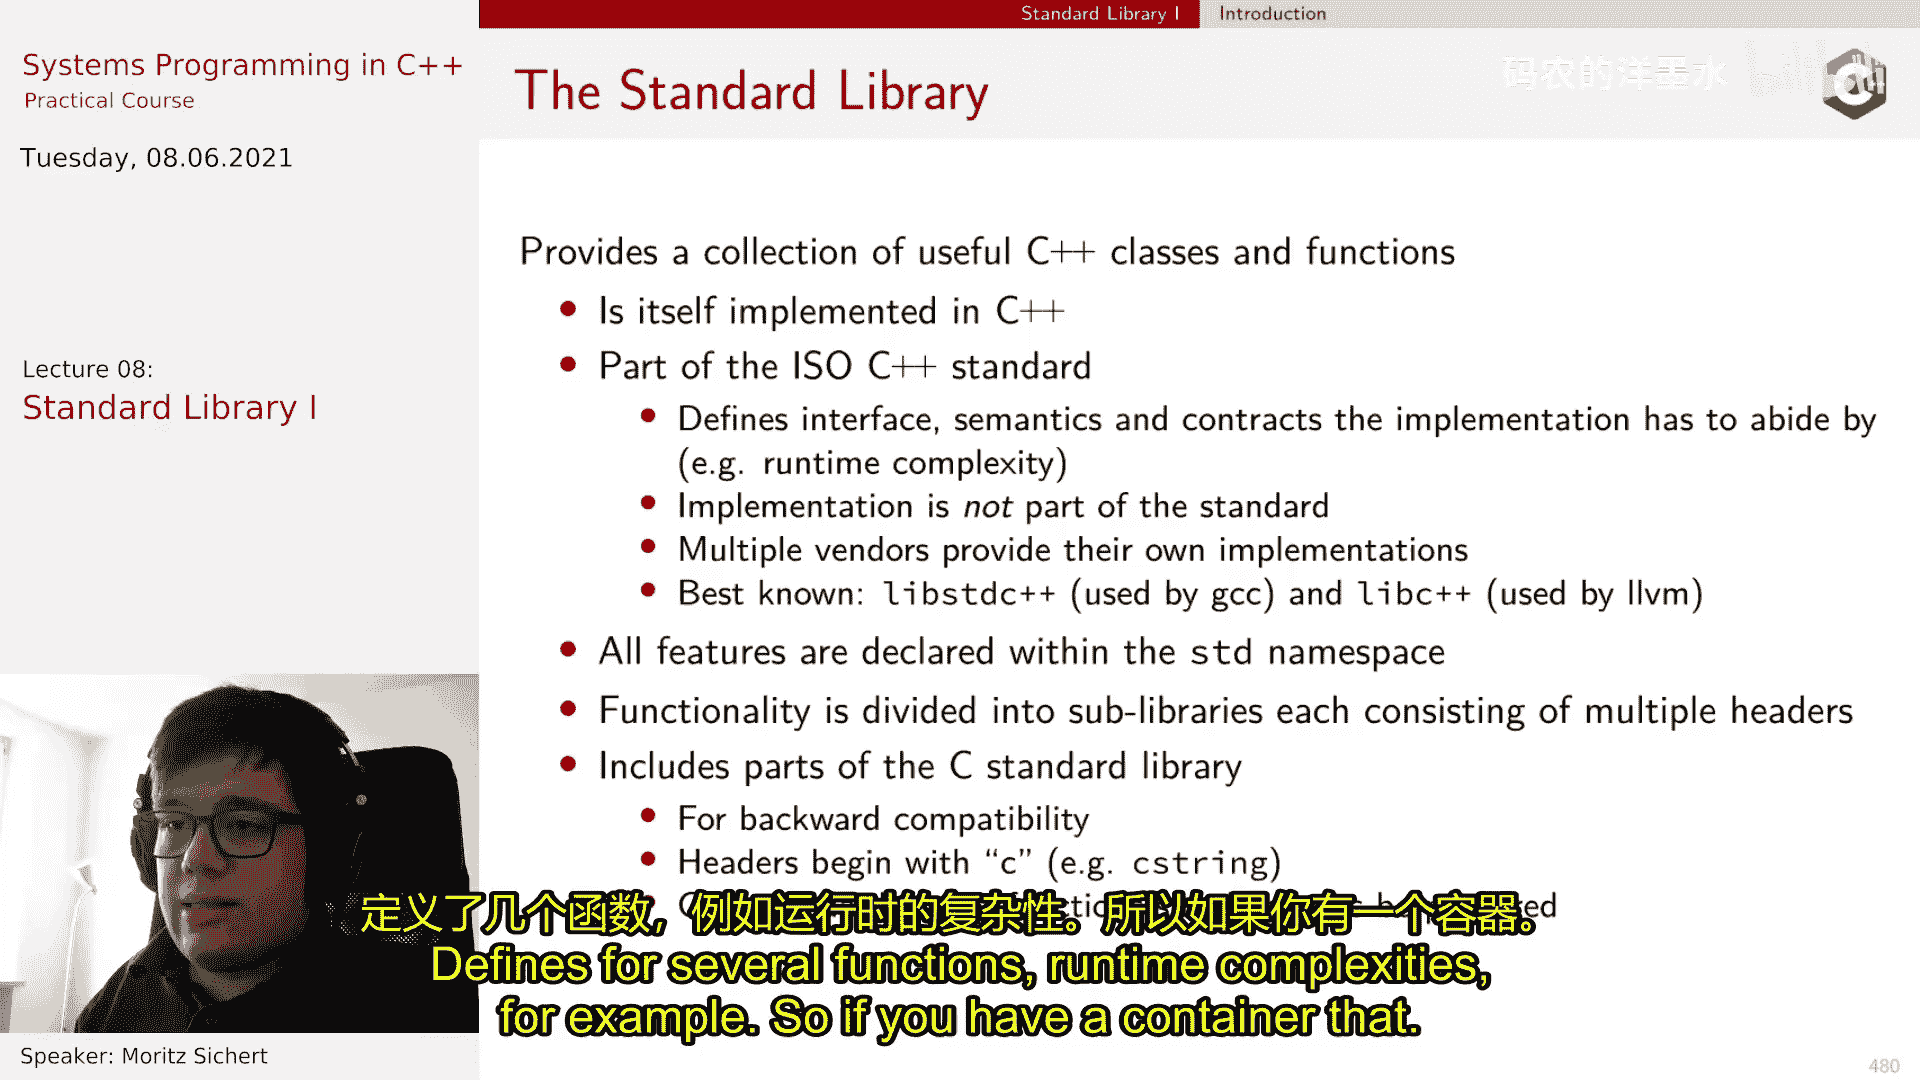 Standard Library I Introduction
Systems Programming in C++
Practical Course
Tuesday, 08.06.2021
Lecture 08:
Standard Library I
The Standard Library
码农的洋墨水
Provides a collection of useful C++ classes and functions
Is itself implemented in C++
Part of the ISO C++ standard
Defines interface, semantics and contracts the implementation has to abide by
(e.g. runtime complexity)
Implementation is not part of the standard
Multiple vendors provide their own implementations
Best known: libstdc++ (used by gcc) and libc++ (used by llvm)
All features are declared within the std namespace
Functionality is divided into sub-libraries each consisting of multiple headers
Includes parts of the C standard library
For backward compatibility
Headers begin with “c” (e.g. cstring)
定义了几个函数，例如运行时的复杂性。所以如果你有一个容器。
Defines for several functions, runtime complexities,
for example. So if you have a container that.
Speaker: Moritz Sichert
480